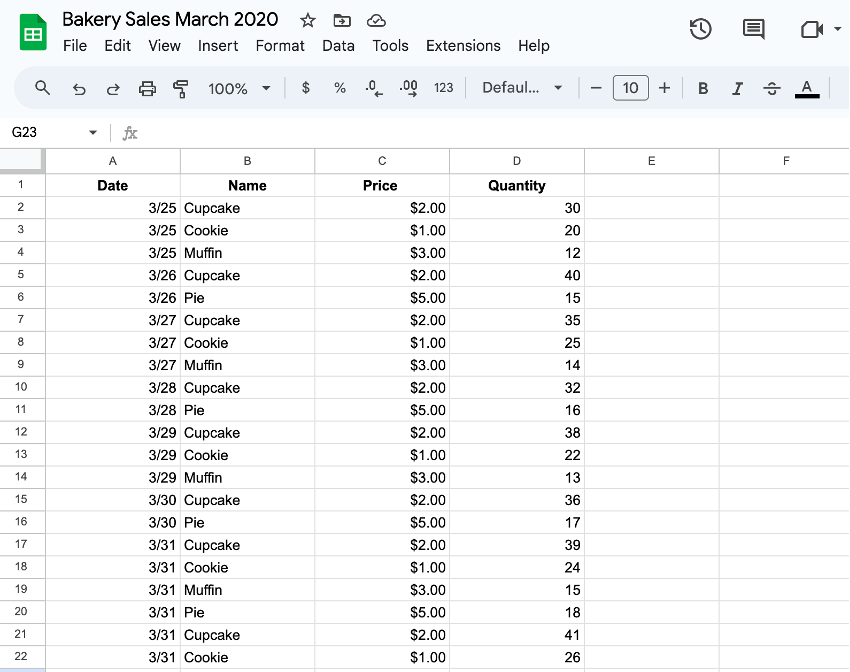 Bakery Sales March 2020
File Edit View Insert Format Data Tools Extensions Help
100% $ % .0 .00 123 Defaul... − 10 + B I S A
G23 fx
A B C D E F
1 Date Name Price Quantity
2 3/25 Cupcake $2.00 30
3 3/25 Cookie $1.00 20
4 3/25 Muffin $3.00 12
5 3/26 Cupcake $2.00 40
6 3/26 Pie $5.00 15
7 3/27 Cupcake $2.00 35
8 3/27 Cookie $1.00 25
9 3/27 Muffin $3.00 14
10 3/28 Cupcake $2.00 32
11 3/28 Pie $5.00 16
12 3/29 Cupcake $2.00 38
13 3/29 Cookie $1.00 22
14 3/29 Muffin $3.00 13
15 3/30 Cupcake $2.00 36
16 3/30 Pie $5.00 17
17 3/31 Cupcake $2.00 39
18 3/31 Cookie $1.00 24
19 3/31 Muffin $3.00 15
20 3/31 Pie $5.00 18
21 3/31 Cupcake $2.00 41
22 3/31 Cookie $1.00 26